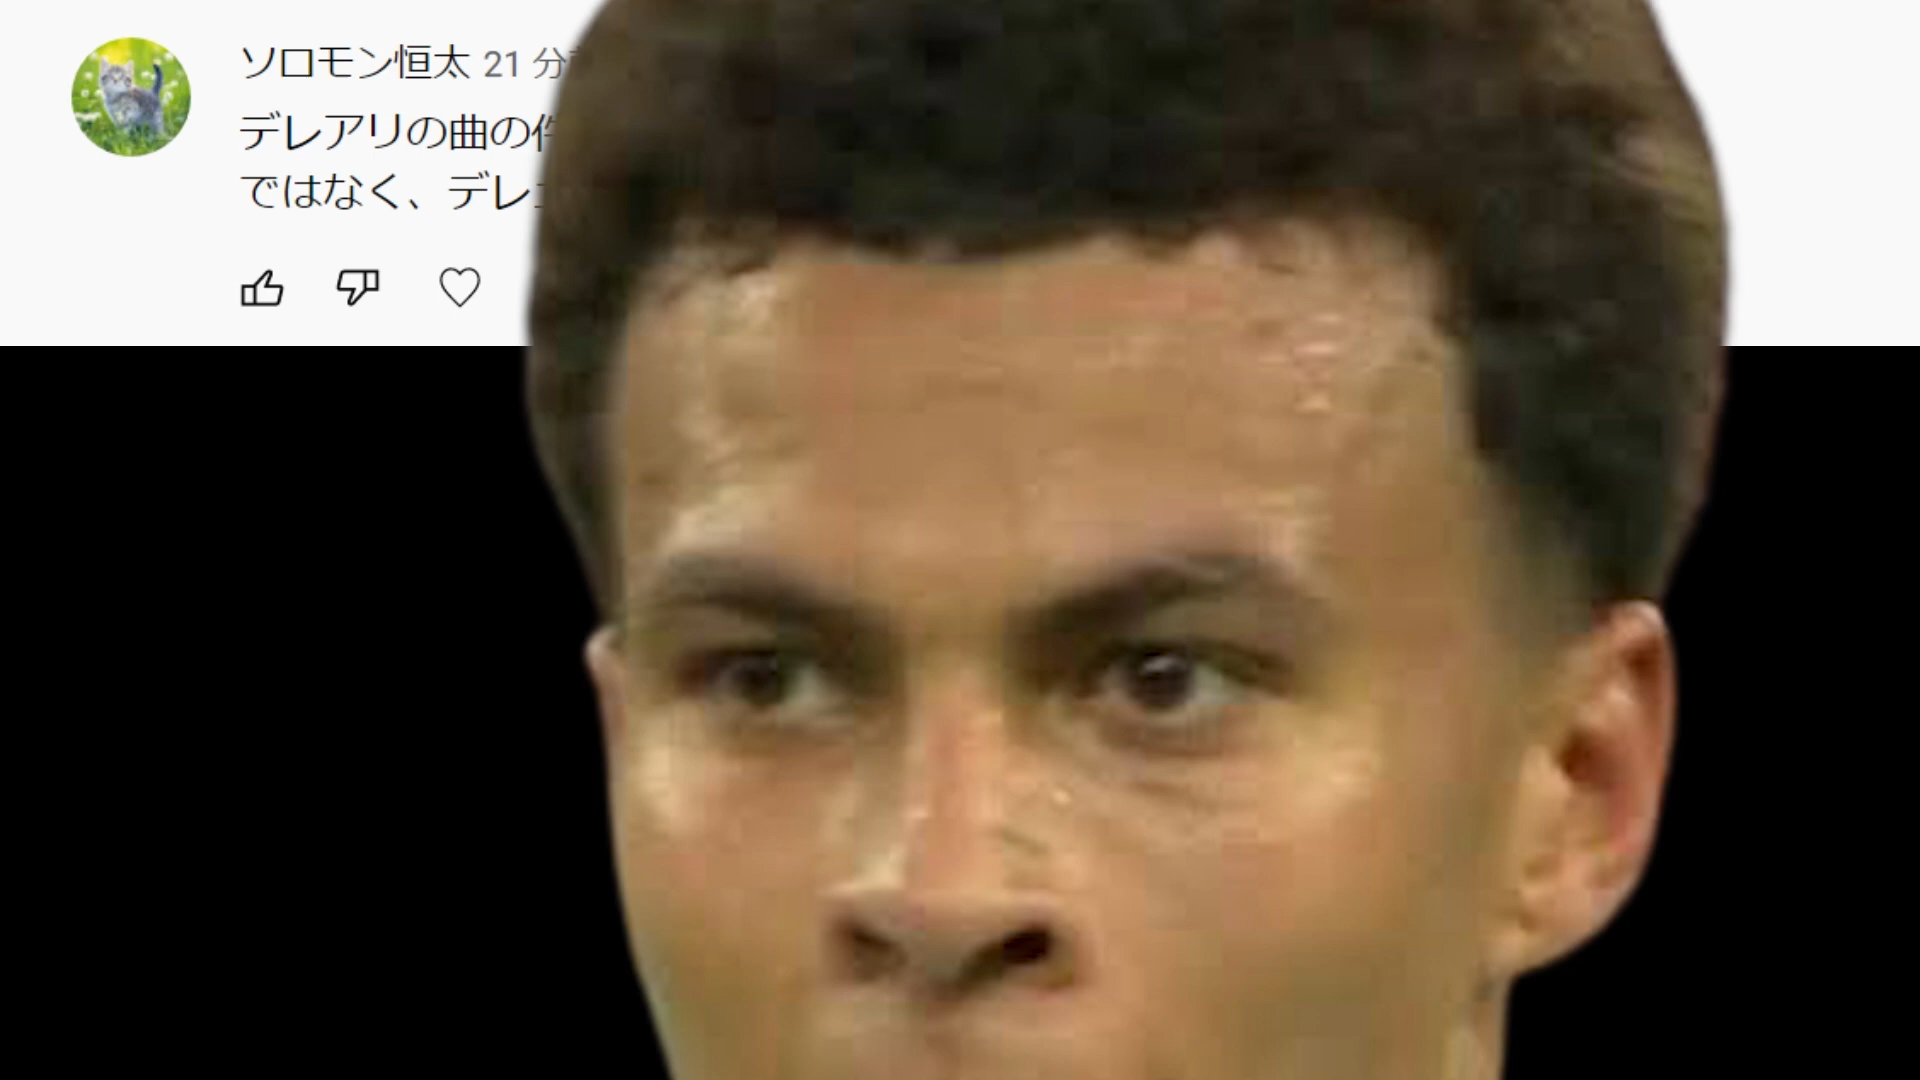 ソロモン恒太 21 分
デレアリの曲の件
ではなく、デレ